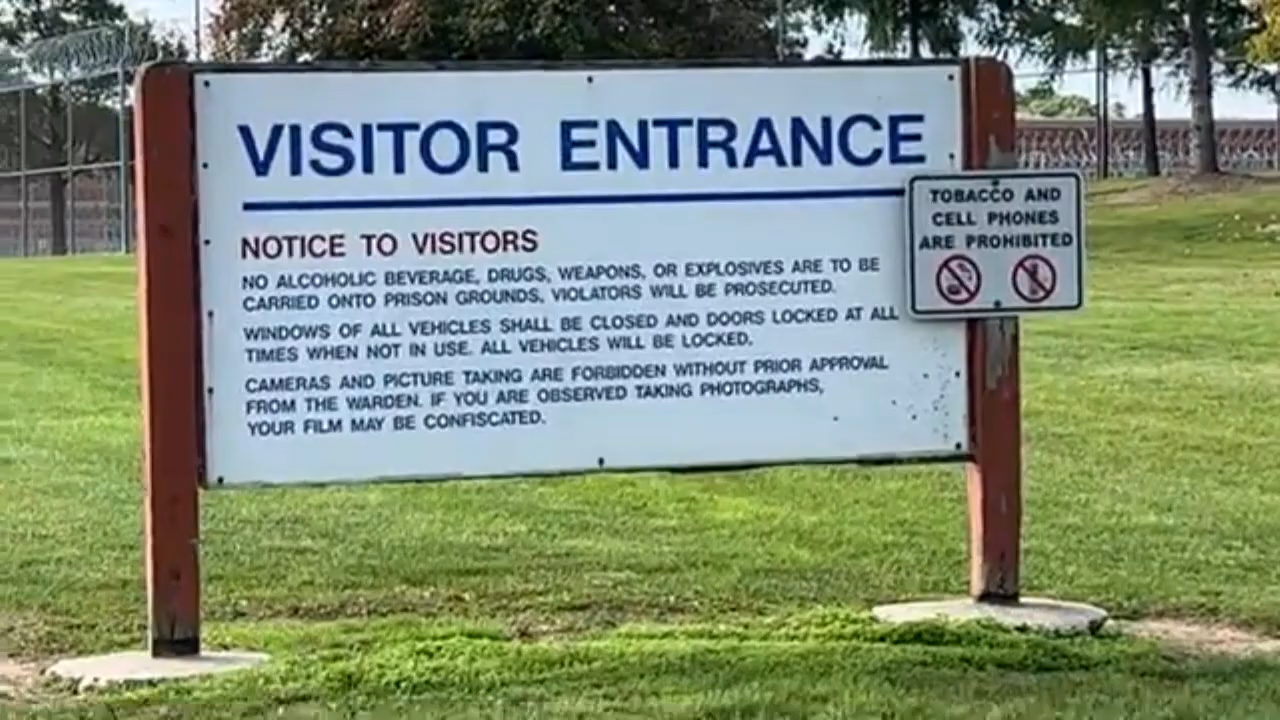 VISITOR ENTRANCE
NOTICE TO VISITORS
NO ALCOHOLIC BEVERAGE, DRUGS, WEAPONS, OR EXPLOSIVES ARE TO BE
CARRIED ONTO PRISON GROUNDS, VIOLATORS WILL BE PROSECUTED.
WINDOWS OF ALL VEHICLES SHALL BE CLOSED AND DOORS LOCKED AT ALL
TIMES WHEN NOT IN USE. ALL VEHICLES WILL BE LOCKED.
CAMERAS AND PICTURE TAKING ARE FORBIDDEN WITHOUT PRIOR APPROVAL
FROM THE WARDEN. IF YOU ARE OBSERVED TAKING PHOTOGRAPHS,
YOUR FILM MAY BE CONFISCATED.
TOBACCO AND
CELL PHONES
ARE PROHIBITED